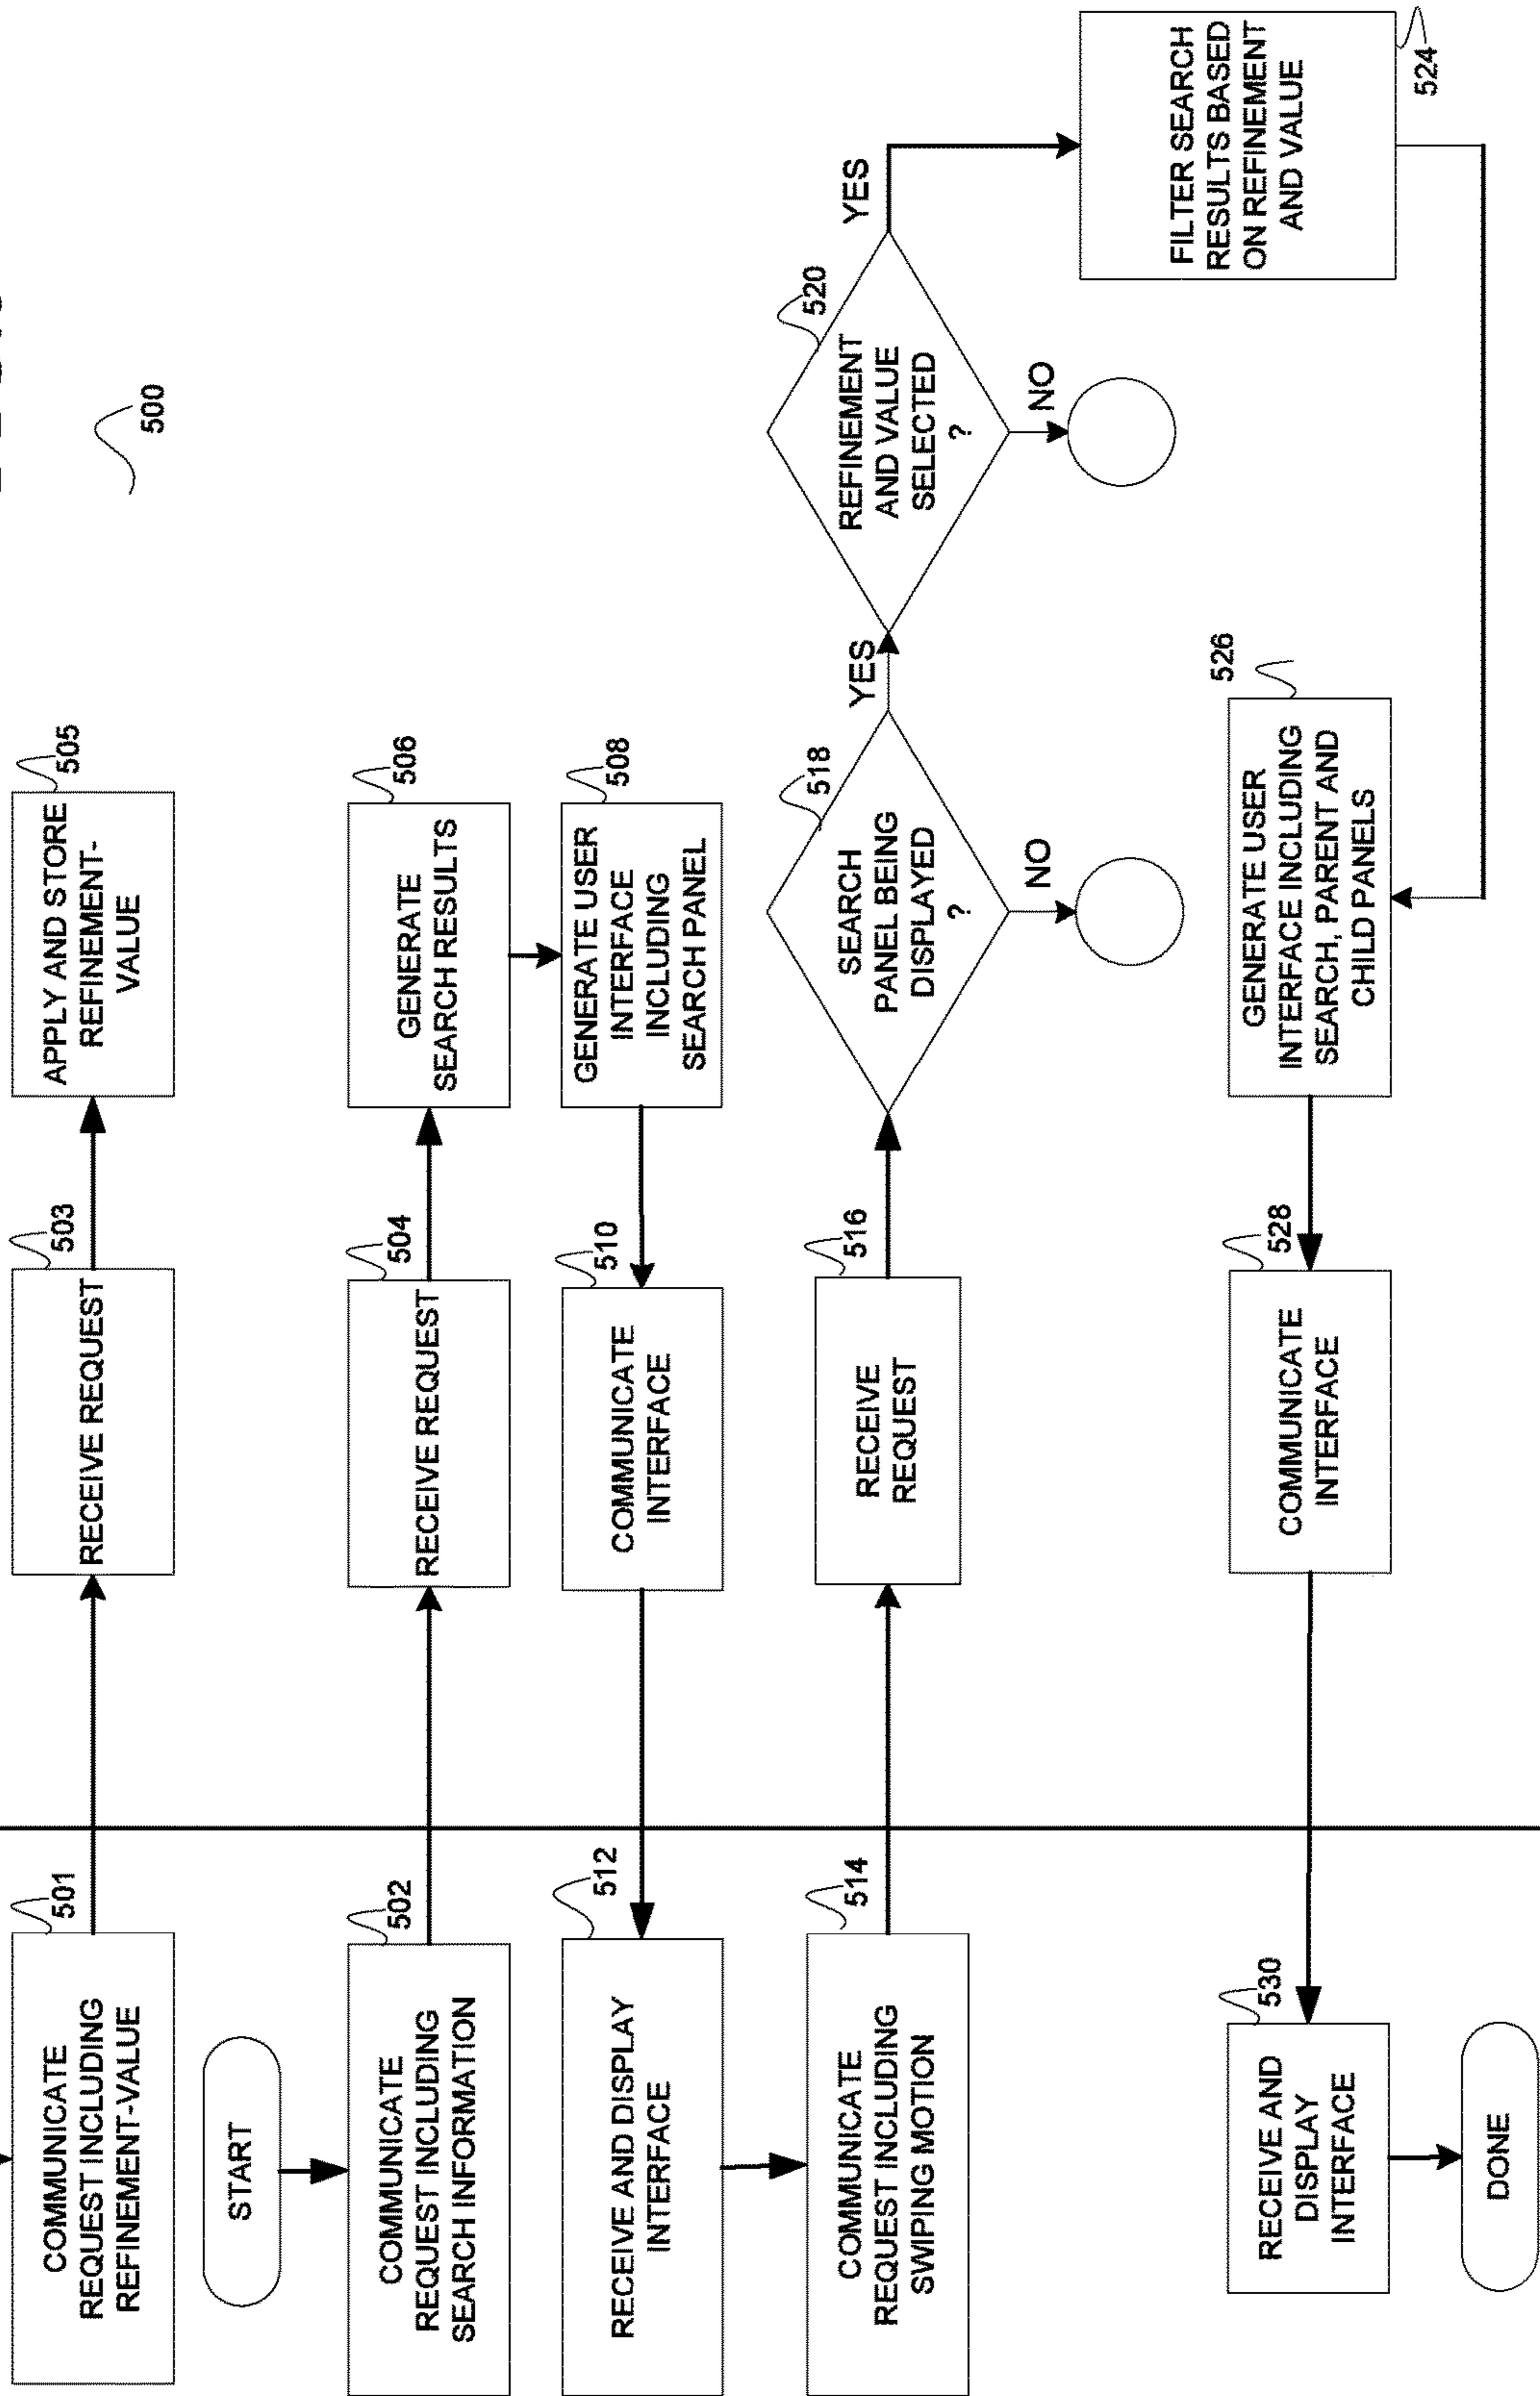 500
COMMUNICATE
REQUEST INCLUDING
REFINEMENT-VALUE
501
RECEIVE REQUEST
503
APPLY AND STORE
REFINEMENT-
VALUE
505
START
COMMUNICATE
REQUEST INCLUDING
SEARCH INFORMATION
502
RECEIVE REQUEST
504
GENERATE
SEARCH RESULTS
506
GENERATE USER
INTERFACE
INCLUDING
SEARCH PANEL
508
COMMUNICATE
INTERFACE
510
RECEIVE AND DISPLAY
INTERFACE
512
COMMUNICATE
REQUEST INCLUDING
SWIPING MOTION
514
RECEIVE
REQUEST
516
SEARCH
PANEL BEING
DISPLAYED
?
518
YES
NO
REFINEMENT
AND VALUE
SELECTED
?
520
YES
NO
FILTER SEARCH
RESULTS BASED
ON REFINEMENT
AND VALUE
524
GENERATE USER
INTERFACE INCLUDING
SEARCH, PARENT AND
CHILD PANELS
526
COMMUNICATE
INTERFACE
528
RECEIVE AND
DISPLAY
INTERFACE
530
DONE